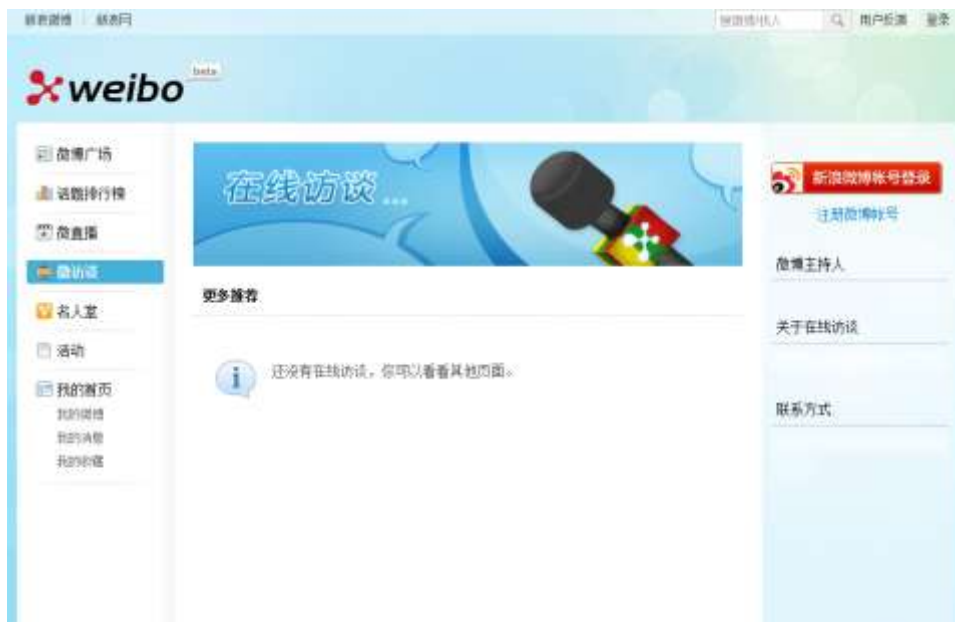 新浪微博 新浪网
搜微博/找人 用户反馈 登录
weibo beta
微博广场
话题排行榜
微直播
微访谈
名人堂
活动
我的首页
我的微博
我的消息
我的收藏
在线访谈...
更多推荐
还没有在线访谈，你可以看看其他页面。
新浪微博帐号登录
注册微博帐号
微博主持人
关于在线访谈
联系方式